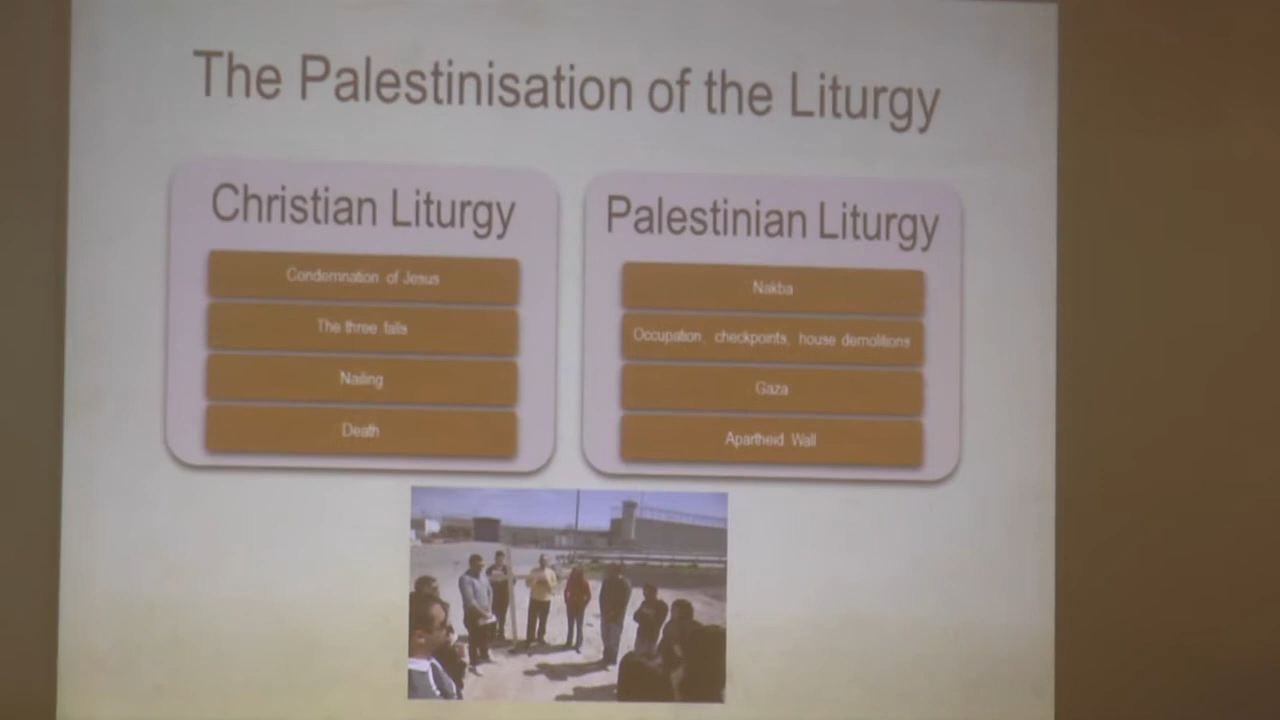 The Palestinisation of the Liturgy
Christian Liturgy
Condemnation of Jesus
The three falls
Nailing
Death
Palestinian Liturgy
Nakba
Occupation, checkpoints, house demolitions
Gaza
Apartheid Wall